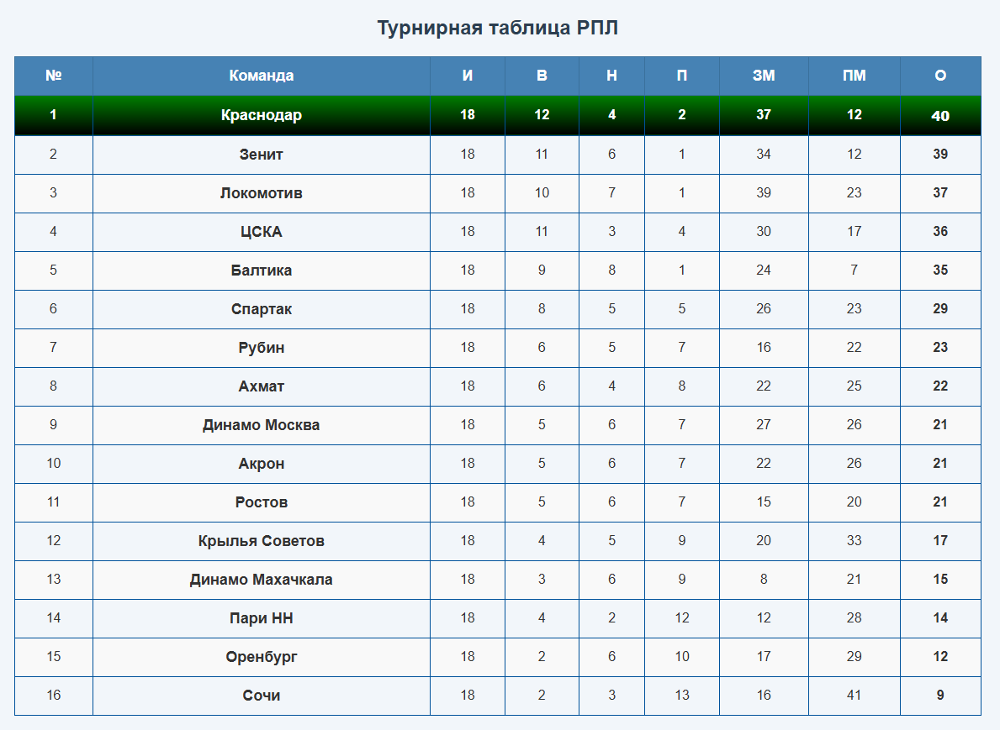 Турнирная таблица РПЛ
№ Команда И В Н П ЗМ ПМ О
1 Краснодар 18 12 4 2 37 12 40
2 Зенит 18 11 6 1 34 12 39
3 Локомотив 18 10 7 1 39 23 37
4 ЦСКА 18 11 3 4 30 17 36
5 Балтика 18 9 8 1 24 7 35
6 Спартак 18 8 5 5 26 23 29
7 Рубин 18 6 5 7 16 22 23
8 Ахмат 18 6 4 8 22 25 22
9 Динамо Москва 18 5 6 7 27 26 21
10 Акрон 18 5 6 7 22 26 21
11 Ростов 18 5 6 7 15 20 21
12 Крылья Советов 18 4 5 9 20 33 17
13 Динамо Махачкала 18 3 6 9 8 21 15
14 Пари НН 18 4 2 12 12 28 14
15 Оренбург 18 2 6 10 17 29 12
16 Сочи 18 2 3 13 16 41 9